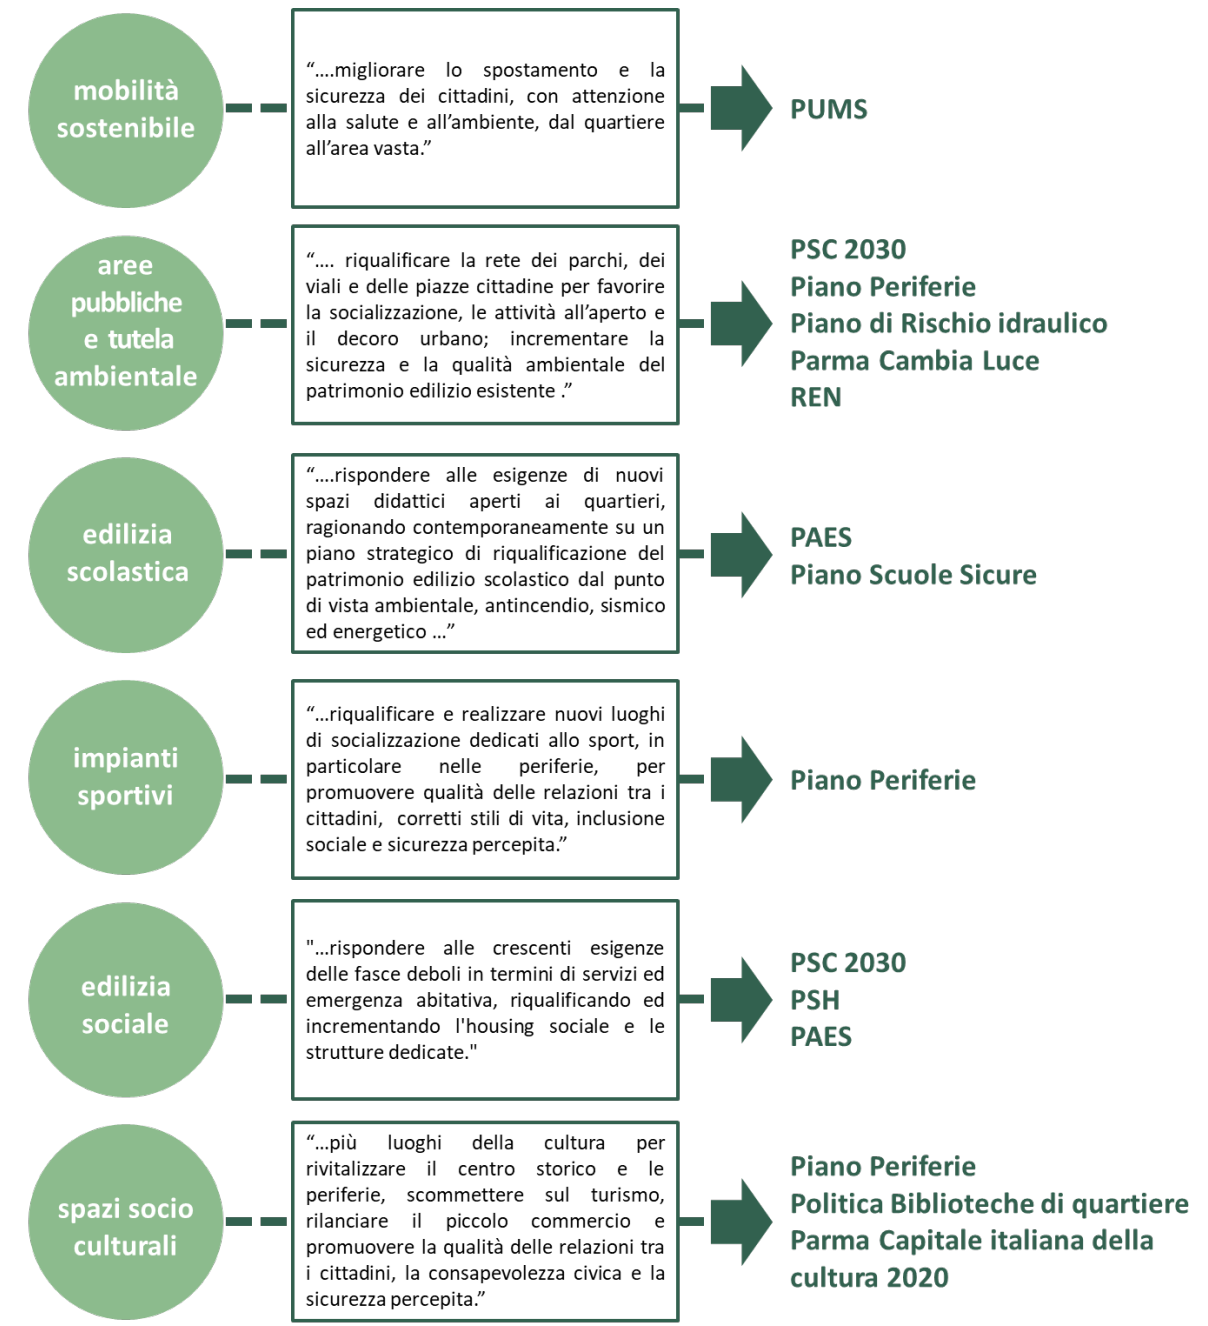 mobilità
sostenibile
“....migliorare lo spostamento e la
sicurezza dei cittadini, con attenzione
alla salute e all’ambiente, dal quartiere
all’area vasta.”
PUMS
aree
pubbliche
e tutela
ambientale
“.... riqualificare la rete dei parchi, dei
viali e delle piazze cittadine per favorire
la socializzazione, le attività all’aperto e
il decoro urbano; incrementare la
sicurezza e la qualità ambientale del
patrimonio edilizio esistente .”
PSC 2030
Piano Periferie
Piano di Rischio idraulico
Parma Cambia Luce
REN
edilizia
scolastica
“....rispondere alle esigenze di nuovi
spazi didattici aperti ai quartieri,
ragionando contemporaneamente su un
piano strategico di riqualificazione del
patrimonio edilizio scolastico dal punto
di vista ambientale, antincendio, sismico
ed energetico ...”
PAES
Piano Scuole Sicure
impianti
sportivi
“...riqualificare e realizzare nuovi luoghi
di socializzazione dedicati allo sport, in
particolare nelle periferie, per
promuovere qualità delle relazioni tra i
cittadini, corretti stili di vita, inclusione
sociale e sicurezza percepita.”
Piano Periferie
edilizia
sociale
"...rispondere alle crescenti esigenze
delle fasce deboli in termini di servizi ed
emergenza abitativa, riqualificando ed
incrementando l'housing sociale e le
strutture dedicate."
PSC 2030
PSH
PAES
spazi socio
culturali
“...più luoghi della cultura per
rivitalizzare il centro storico e le
periferie, scommettere sul turismo,
rilanciare il piccolo commercio e
promuovere la qualità delle relazioni tra
i cittadini, la consapevolezza civica e la
sicurezza percepita.”
Piano Periferie
Politica Biblioteche di quartiere
Parma Capitale italiana della
cultura 2020